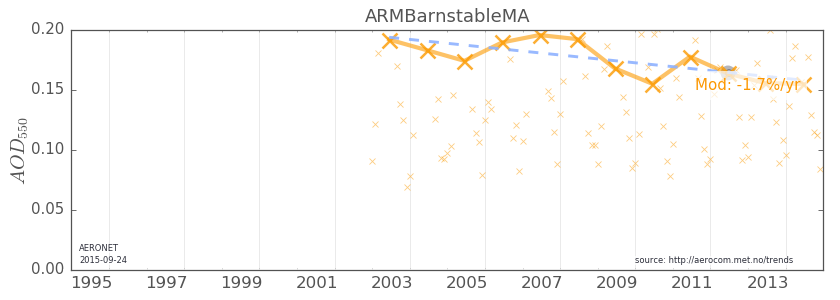 ARMBarnstableMA
0.20
0.15
0.10
0.05
0.00
AOD550
Mod: -1.7%/yr
AERONET
2015-09-24
source: http://aerocom.met.no/trends
1995 1997 1999 2001 2003 2005 2007 2009 2011 2013